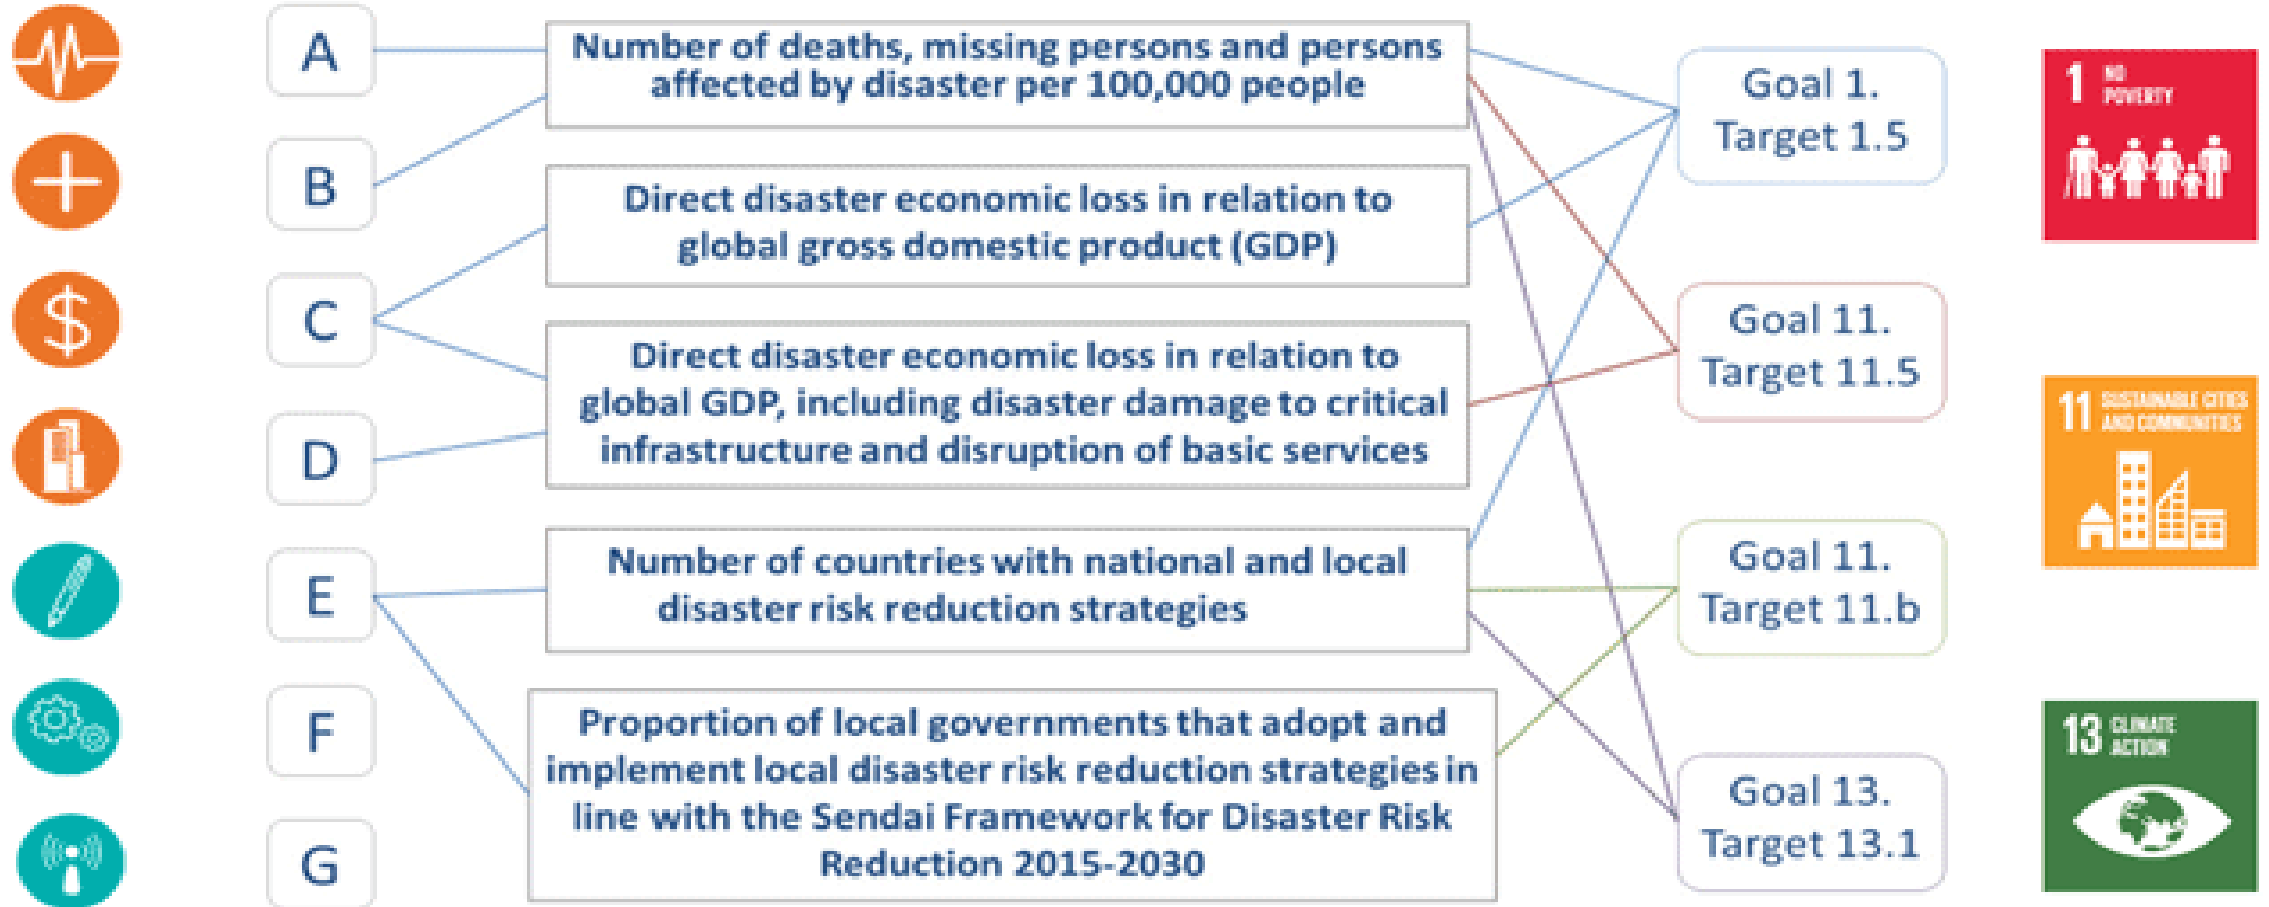 A
B
C
D
E
F
G
Number of deaths, missing persons and persons
affected by disaster per 100,000 people
Direct disaster economic loss in relation to
global gross domestic product (GDP)
Direct disaster economic loss in relation to
global GDP, including disaster damage to critical
infrastructure and disruption of basic services
Number of countries with national and local
disaster risk reduction strategies
Proportion of local governments that adopt and
implement local disaster risk reduction strategies in
line with the Sendai Framework for Disaster Risk
Reduction 2015-2030
Goal 1.
Target 1.5
Goal 11.
Target 11.5
Goal 11.
Target 11.b
Goal 13.
Target 13.1
1 NO
POVERTY
11 SUSTAINABLE CITIES
AND COMMUNITIES
13 CLIMATE
ACTION